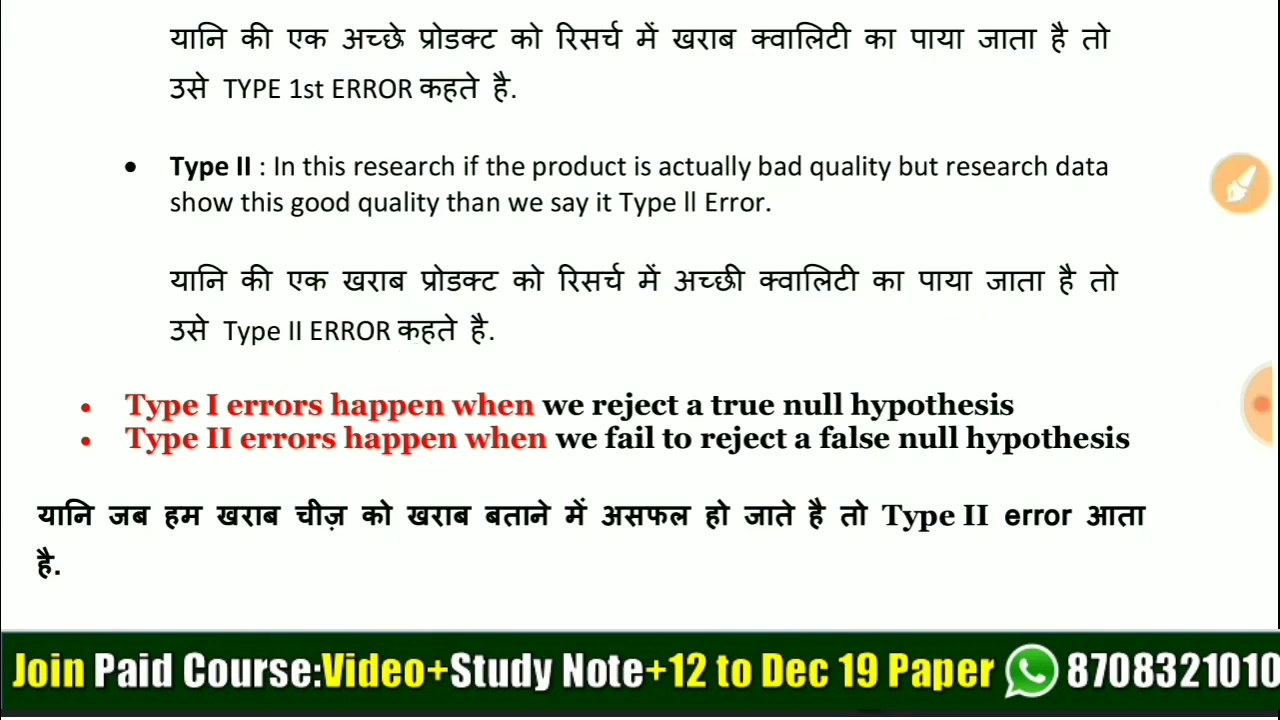 यानि की एक अच्छे प्रोडक्ट को रिसर्च में खराब क्वालिटी का पाया जाता है तो
उसे TYPE 1st ERROR कहते है.
• Type II : In this research if the product is actually bad quality but research data
show this good quality than we say it Type ll Error.
यानि की एक खराब प्रोडक्ट को रिसर्च में अच्छी क्वालिटी का पाया जाता है तो
उसे Type II ERROR कहते है.
• Type I errors happen when we reject a true null hypothesis
• Type II errors happen when we fail to reject a false null hypothesis
यानि जब हम खराब चीज़ को खराब बताने में असफल हो जाते है तो Type II error आता
है.
Join Paid Course:Video+Study Note+12 to Dec 19 Paper 8708321010